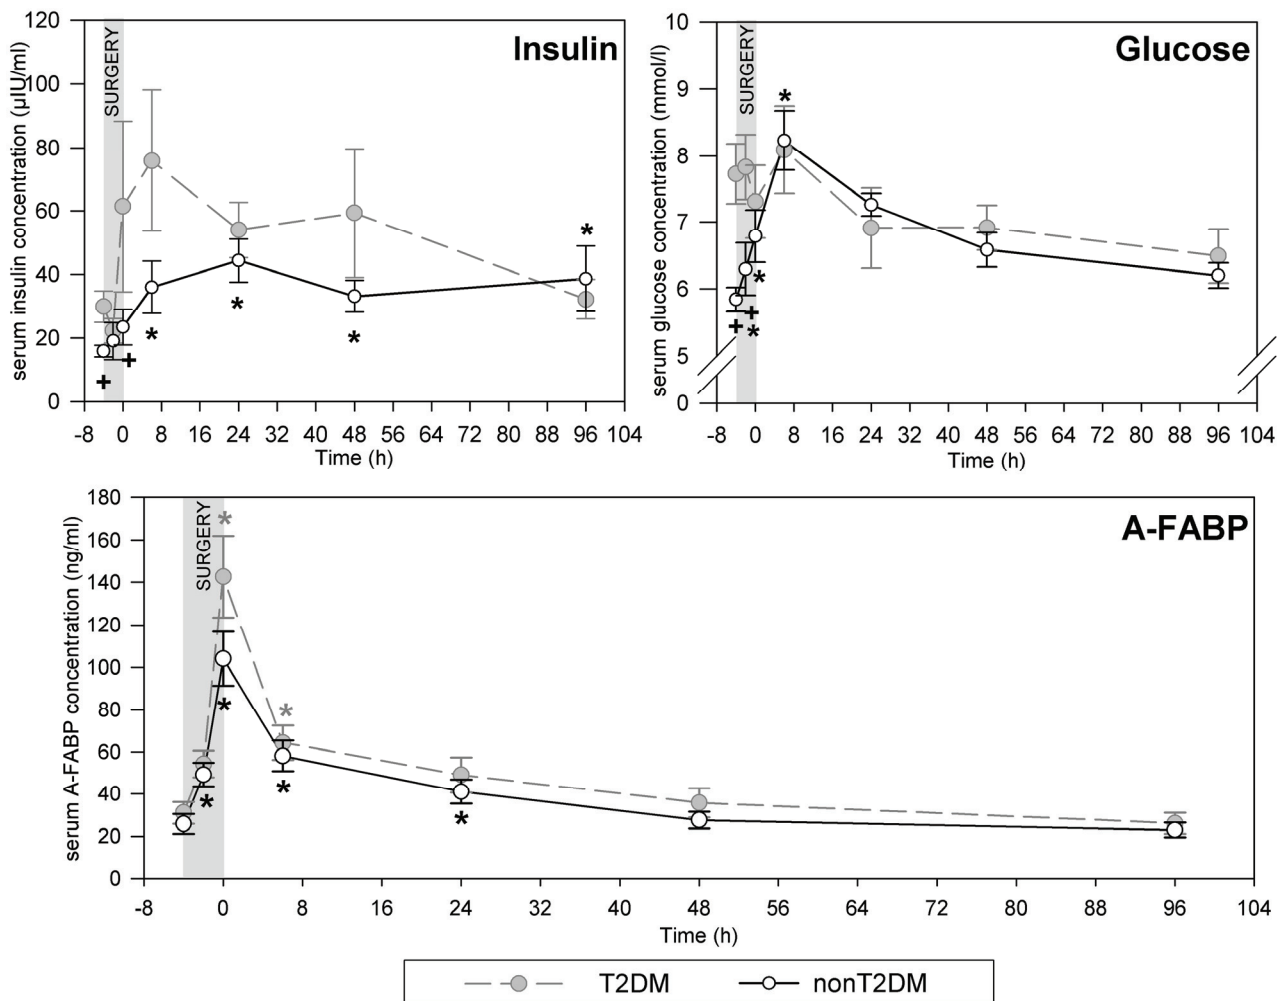 Insulin
serum insulin concentration (µIU/ml)
120
100
80
60
40
20
0
SURGERY
*
*
*
*
+
+
-8 0 8 16 24 32 40 48 56 64 72 80 88 96 104
Time (h)
Glucose
serum glucose concentration (mmol/l)
10
9
8
7
6
5
0
SURGERY
*
*
+
+
*
-8 0 8 16 24 32 40 48 56 64 72 80 88 96 104
Time (h)
A-FABP
serum A-FABP concentration (ng/ml)
180
160
140
120
100
80
60
40
20
0
SURGERY
*
*
*
*
*
*
-8 0 8 16 24 32 40 48 56 64 72 80 88 96 104
Time (h)
T2DM nonT2DM